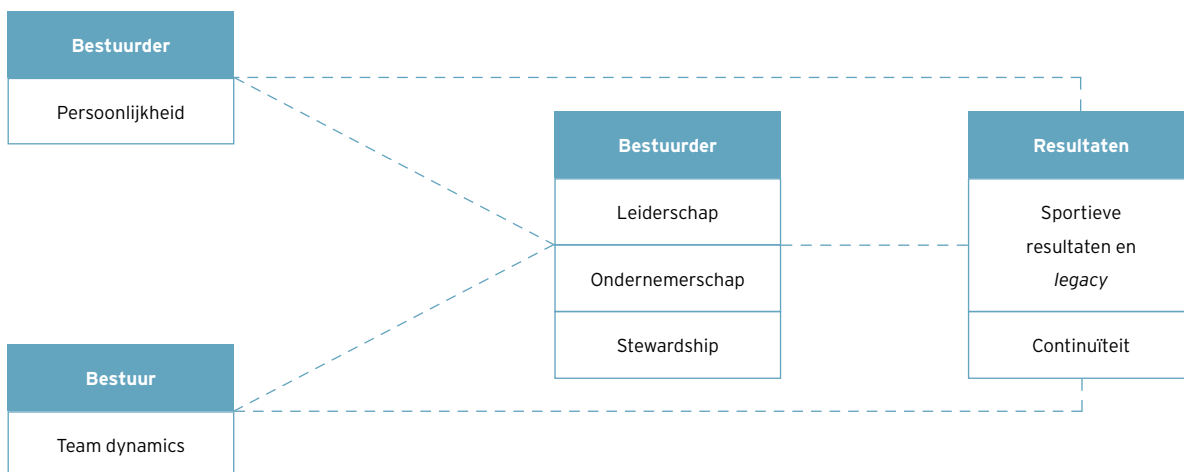 Bestuurder
Persoonlijkheid
Bestuurder
Leiderschap
Ondernemerschap
Stewardship
Resultaten
Sportieve
resultaten en
legacy
Continuïteit
Bestuur
Team dynamics